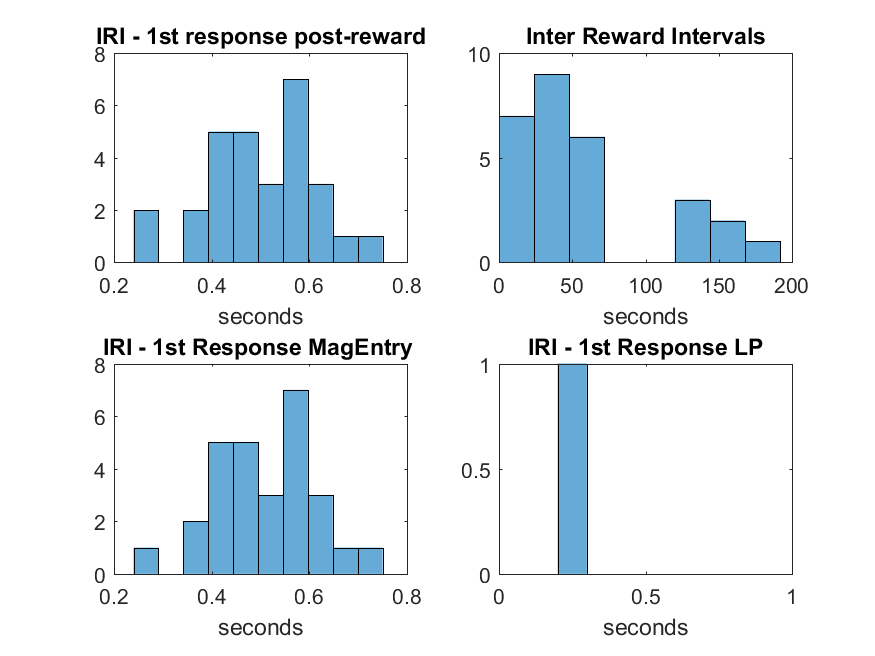 IRI - 1st response post-reward
8
6
4
2
0
0.2 0.4 0.6 0.8
seconds
Inter Reward Intervals
10
5
0
0 50 100 150 200
seconds
IRI - 1st Response MagEntry
8
6
4
2
0
0.2 0.4 0.6 0.8
seconds
IRI - 1st Response LP
1
0.5
0
0 0.5 1
seconds